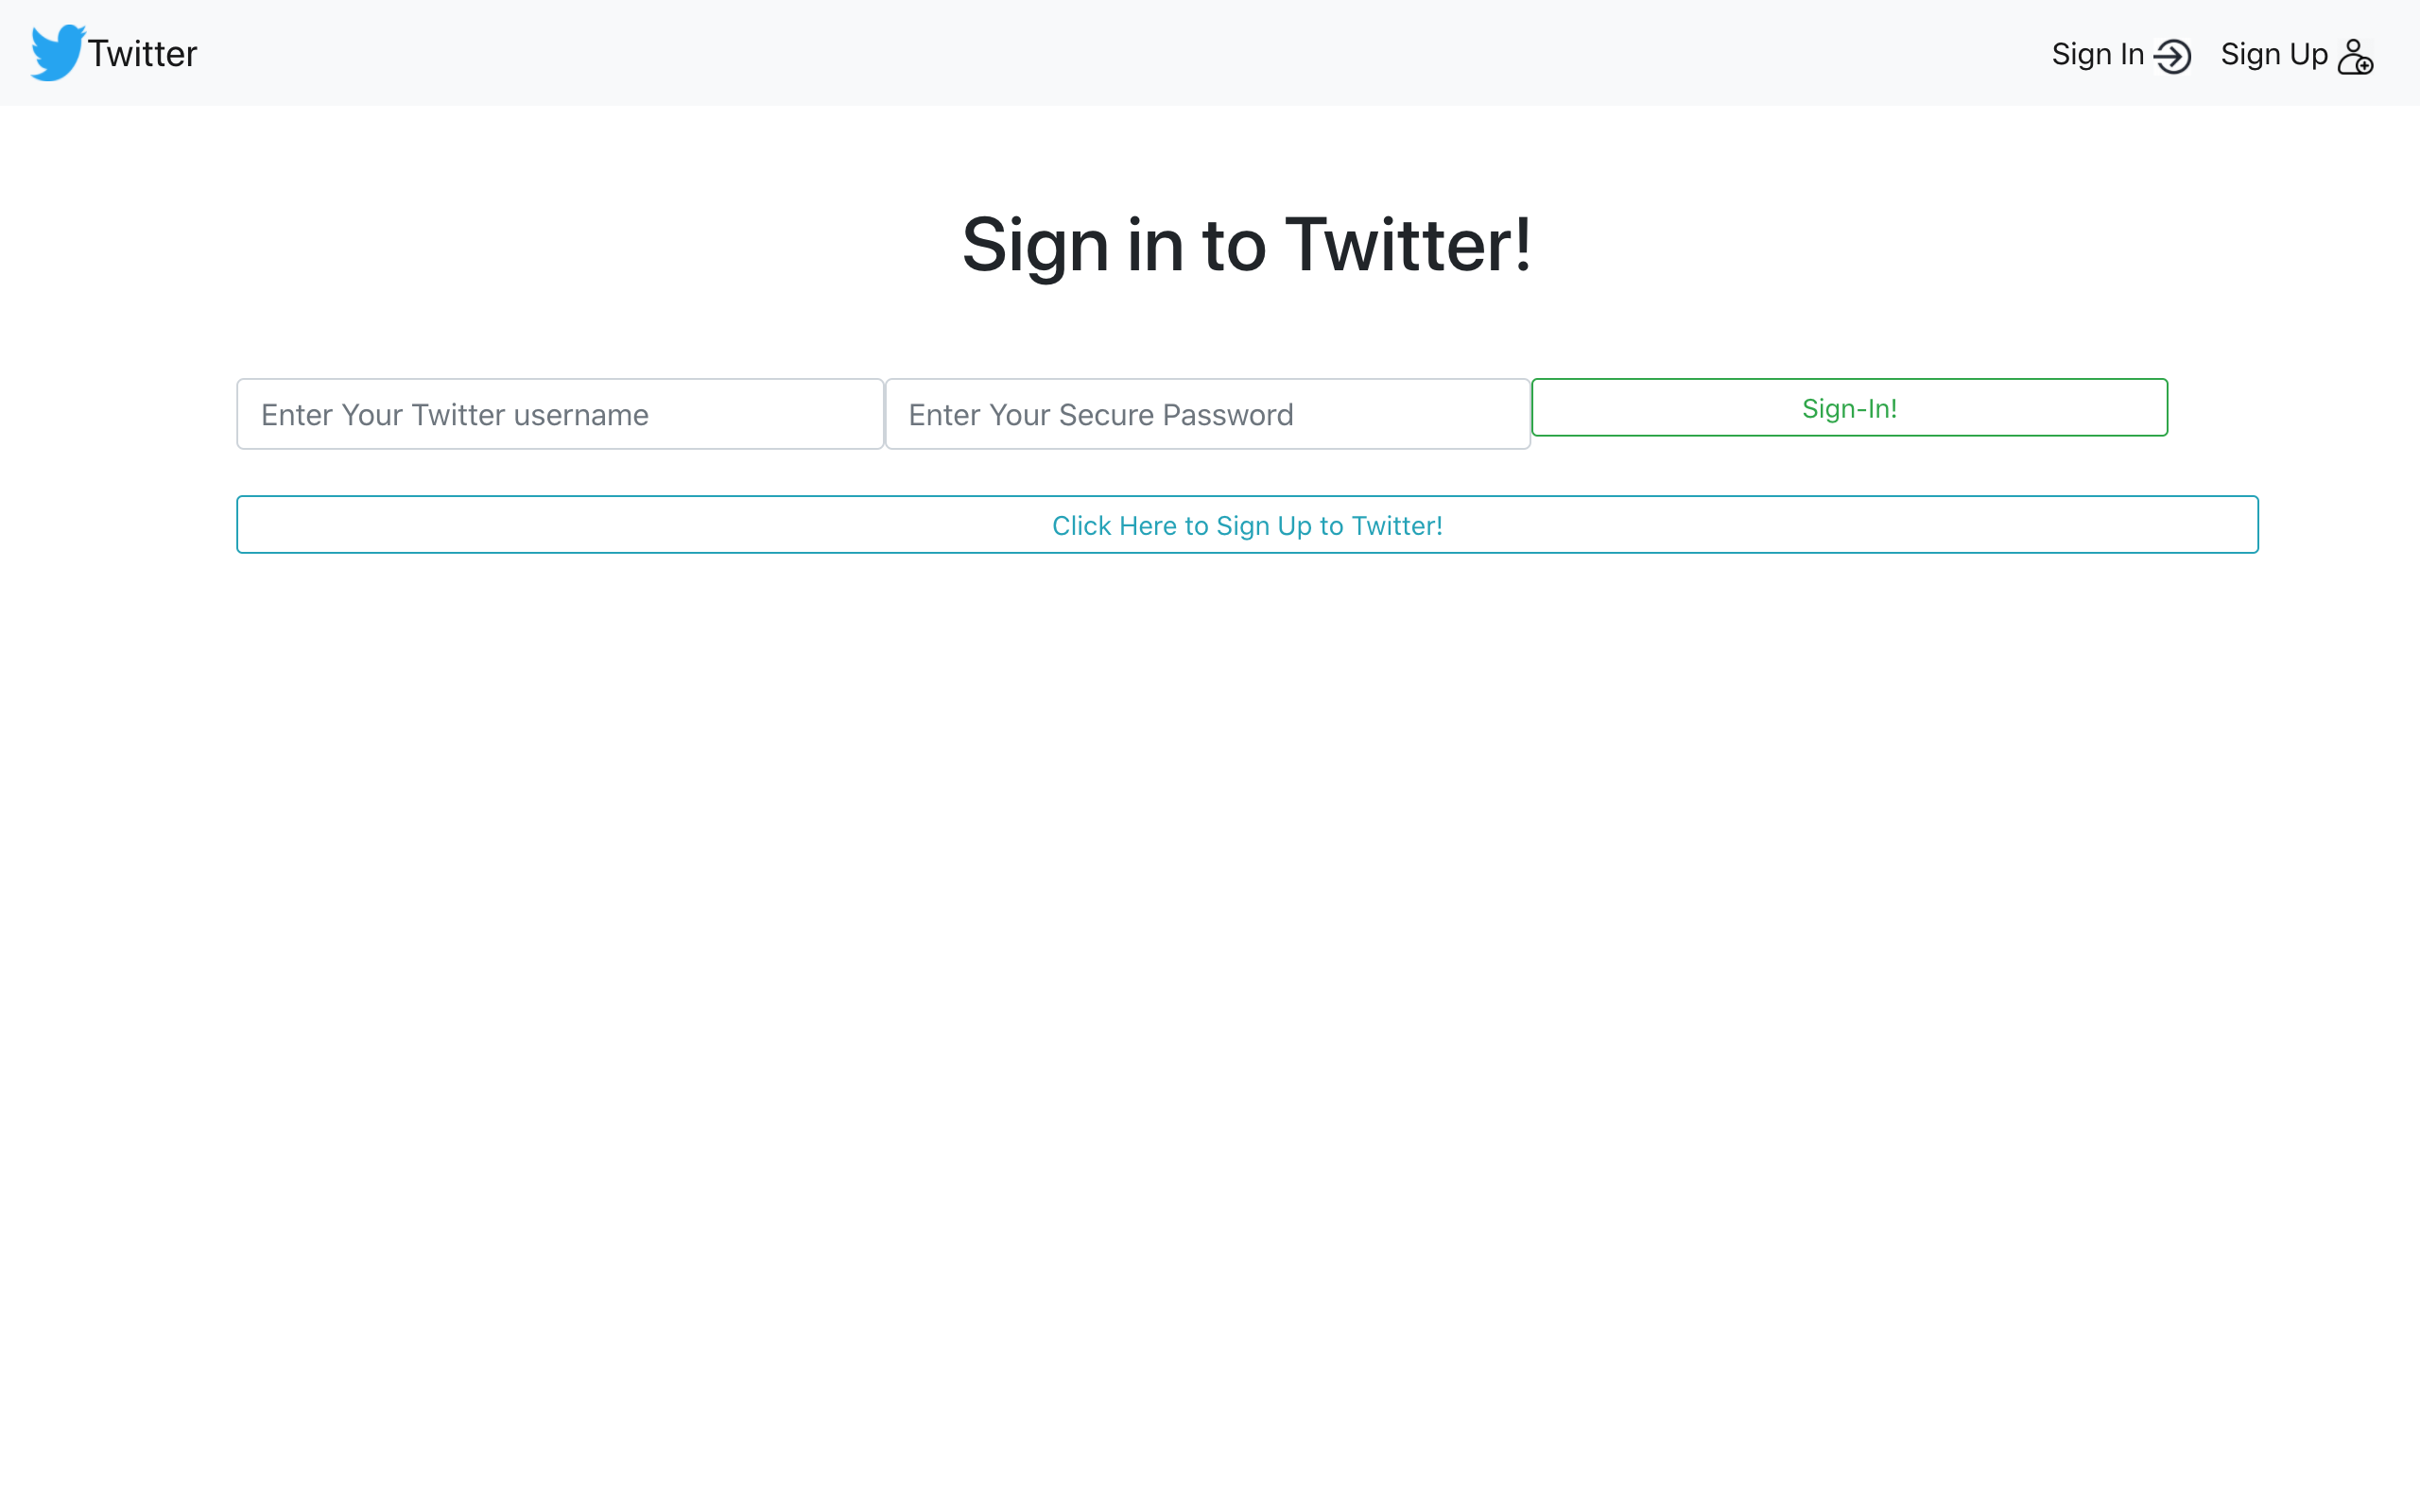 Twitter
Sign In
Sign Up
Sign in to Twitter!
Enter Your Twitter username
Enter Your Secure Password
Sign-In!
Click Here to Sign Up to Twitter!